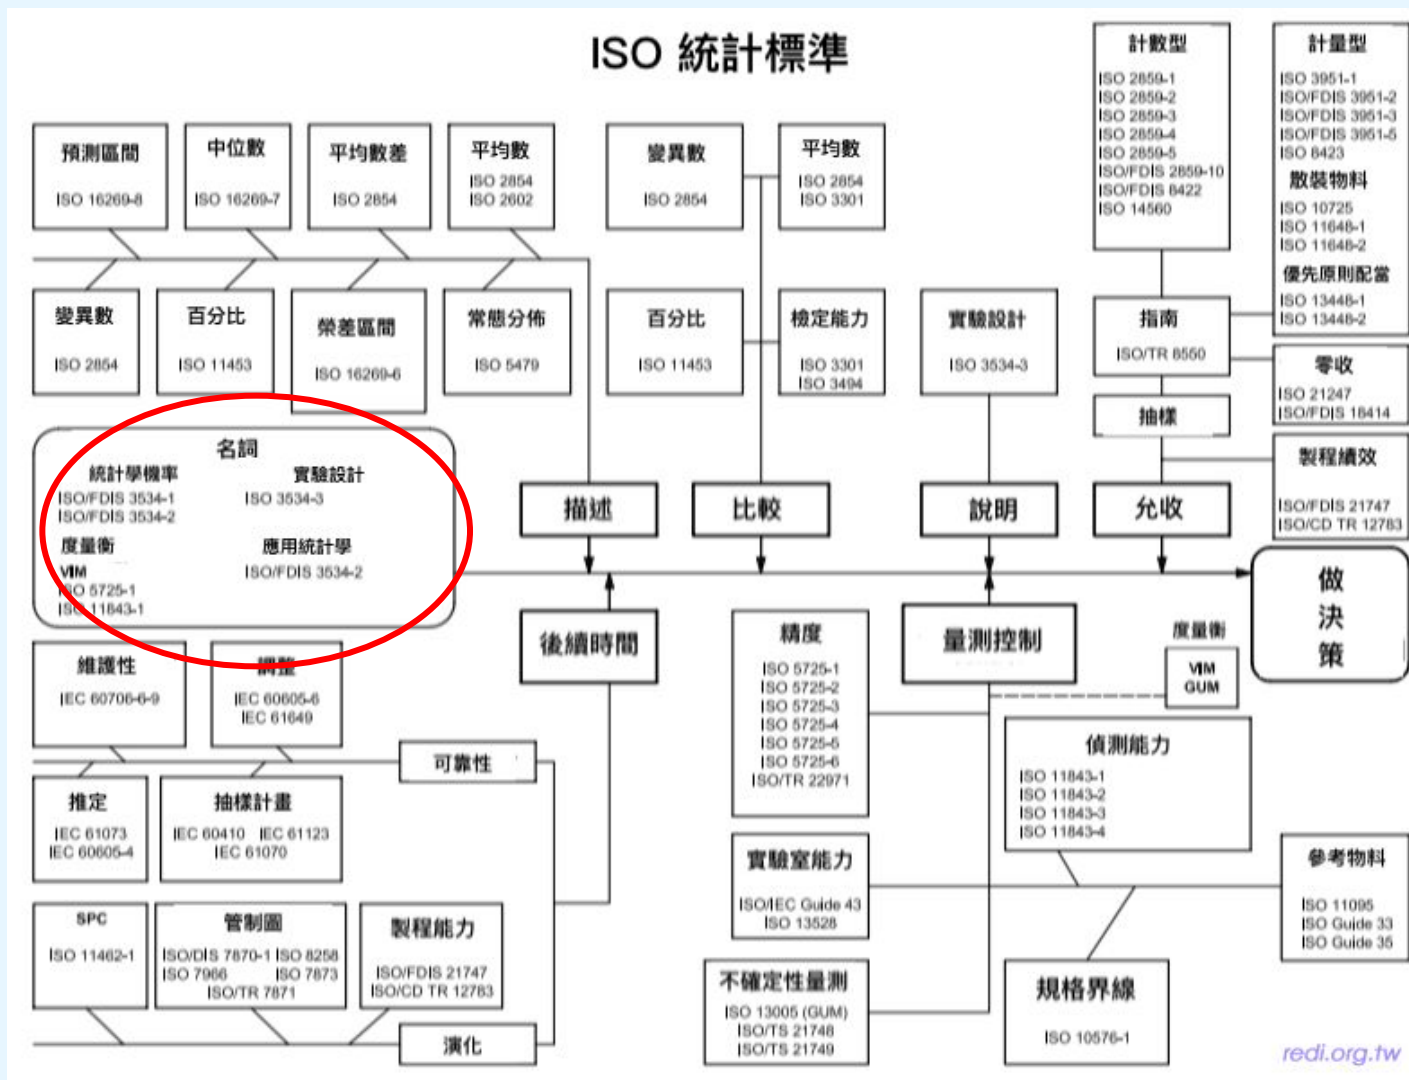 ISO 統計標準
計數型
ISO 2859-1
ISO 2859-2
ISO 2859-3
ISO 2859-4
ISO 2859-5
ISO/FDIS 2859-10
ISO/FDIS 8422
ISO 14560
計量型
ISO 3951-1
ISO/FDIS 3951-2
ISO/FDIS 3951-3
ISO/FDIS 3951-5
ISO 8423
散裝物料
ISO 10725
ISO 11648-1
ISO 11648-2
優先原則配當
ISO 13448-1
ISO 13448-2
預測區間
ISO 16269-8
中位數
ISO 16269-7
平均數差
ISO 2854
平均數
ISO 2854
ISO 2602
變異數
ISO 2854
平均數
ISO 2854
ISO 3301
變異數
ISO 2854
百分比
ISO 11453
榮差區間
ISO 16269-6
常態分佈
ISO 5479
百分比
ISO 11453
檢定能力
ISO 3301
ISO 3494
實驗設計
ISO 3534-3
指南
ISO/TR 8550
抽樣
零收
ISO 21247
ISO/FDIS 18414
製程績效
ISO/FDIS 21747
ISO/CD TR 12783
名詞
統計學機率
ISO/FDIS 3534-1
ISO/FDIS 3534-2
實驗設計
ISO 3534-3
度量衡
VIM
ISO 5725-1
ISO 11843-1
應用統計學
ISO/FDIS 3534-2
描述
比較
說明
允收
做
決
策
後續時間
量測控制
度量衡
VIM
GUM
精度
ISO 5725-1
ISO 5725-2
ISO 5725-3
ISO 5725-4
ISO 5725-5
ISO 5725-6
ISO/TR 22971
維護性
IEC 60706-6-9
調整
IEC 60605-6
IEC 61649
可靠性
推定
IEC 61073
IEC 60605-4
抽樣計畫
IEC 60410 IEC 61123
IEC 61070
偵測能力
ISO 11843-1
ISO 11843-2
ISO 11843-3
ISO 11843-4
實驗室能力
ISO/IEC Guide 43
ISO 13528
參考物料
ISO 11095
ISO Guide 33
ISO Guide 35
SPC
ISO 11462-1
管制圖
ISO/DIS 7870-1 ISO 8258
ISO 7966 ISO 7873
ISO/TR 7871
製程能力
ISO/FDIS 21747
ISO/CD TR 12783
演化
不確定性量測
ISO 13005 (GUM)
ISO/TS 21748
ISO/TS 21749
規格界線
ISO 10576-1
redi.org.tw